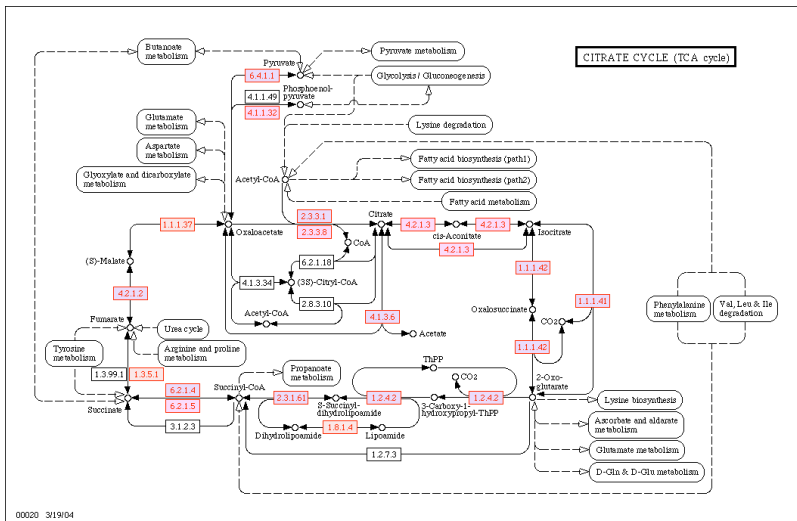 CITRATE CYCLE (TCA cycle)
Butanoate
metabolism
Pyruvate
Pyruvate metabolism
6.4.1.1
Glycolysis / Gluconeogenesis
Phosphoenol-
pyruvate
4.1.1.49
4.1.1.32
Glutamate
metabolism
Lysine degradation
Aspartate
metabolism
Fatty acid biosynthesis (path1)
Glyoxylate and dicarboxylate
metabolism
Acetyl-CoA
Fatty acid biosynthesis (path2)
Fatty acid metabolism
1.1.1.37
Oxaloacetate
2.3.3.1
2.3.3.8
Citrate
4.2.1.3
cis-Aconitate
4.2.1.3
Isocitrate
4.2.1.3
CoA
6.2.1.18
(S)-Malate
4.1.3.34
(3S)-Citryl-CoA
2.8.3.10
Acetyl-CoA
4.1.3.6
Acetate
1.1.1.42
Oxalosuccinate
1.1.1.41
CO2
1.1.1.42
Phenylalanine
metabolism
Val, Leu & Ile
degradation
4.2.1.2
Fumarate
Urea cycle
Tyrosine
metabolism
Arginine and proline
metabolism
1.3.99.1
1.3.5.1
Succinate
6.2.1.4
6.2.1.5
3.1.2.3
Succinyl-CoA
Propanoate
metabolism
2.3.1.61
S-Succinyl-
dihydrolipoamide
1.2.4.2
ThPP
CO2
3-Carboxy-1-
hydroxypropyl-ThPP
1.2.4.2
2-Oxo-
glutarate
Dihydrolipoamide
1.8.1.4
Lipoamide
1.2.7.3
Lysine biosynthesis
Ascorbate and aldarate
metabolism
Glutamate metabolism
D-Gln & D-Glu metabolism
00020 3/19/04